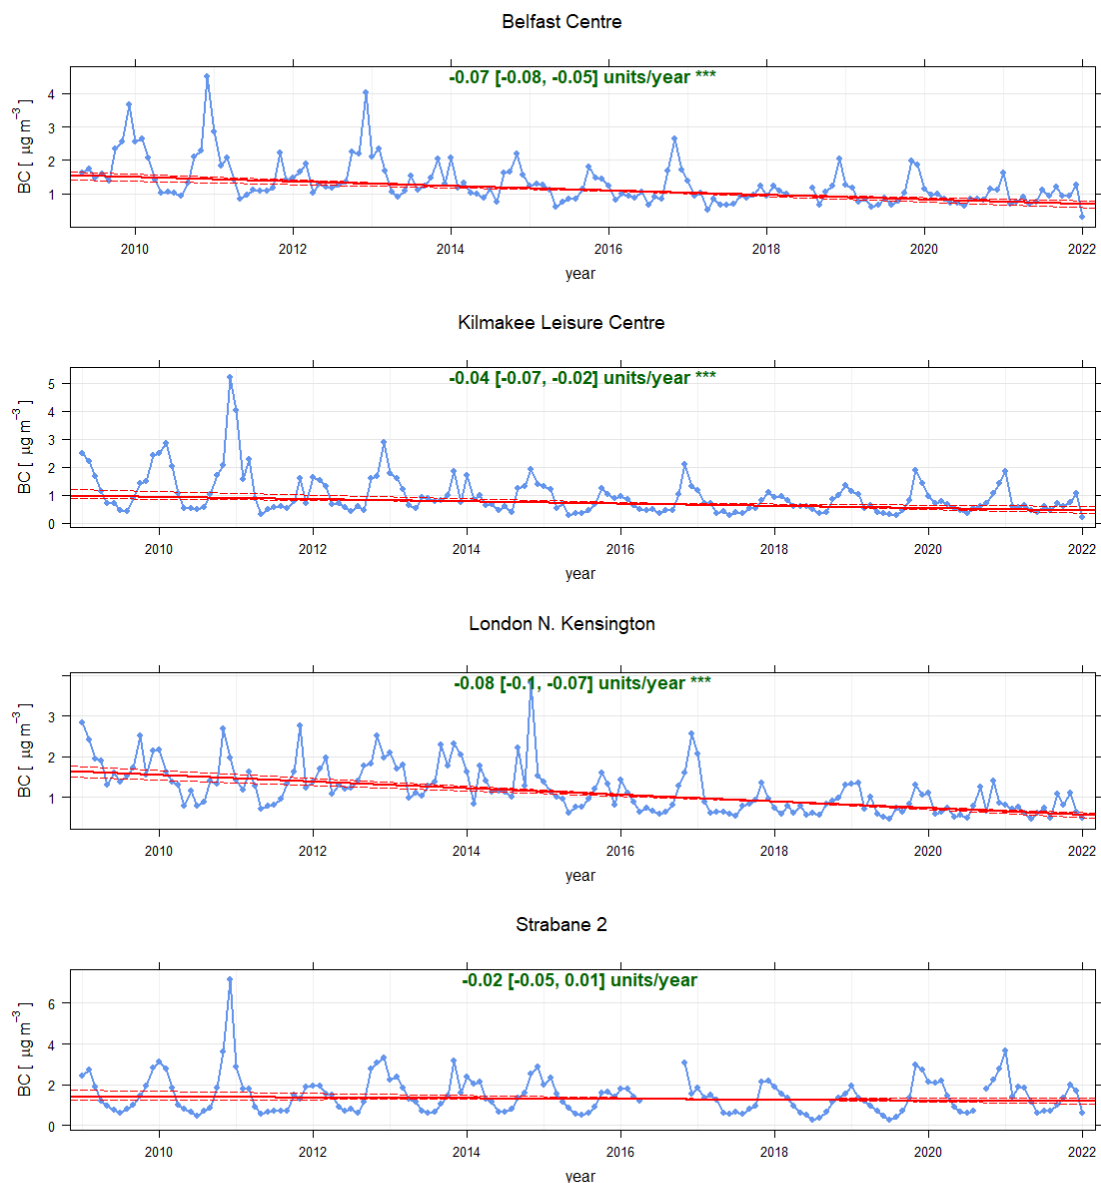 Belfast Centre
-0.07 [-0.08, -0.05] units/year ***
BC [ µg m⁻³ ]
4
3
2
1
2010 2012 2014 2016 2018 2020 2022
year
Kilmakee Leisure Centre
-0.04 [-0.07, -0.02] units/year ***
BC [ µg m⁻³ ]
5
4
3
2
1
0
2010 2012 2014 2016 2018 2020 2022
year
London N. Kensington
-0.08 [-0.1, -0.07] units/year ***
BC [ µg m⁻³ ]
3
2
1
2010 2012 2014 2016 2018 2020 2022
year
Strabane 2
-0.02 [-0.05, 0.01] units/year
BC [ µg m⁻³ ]
6
4
2
0
2010 2012 2014 2016 2018 2020 2022
year